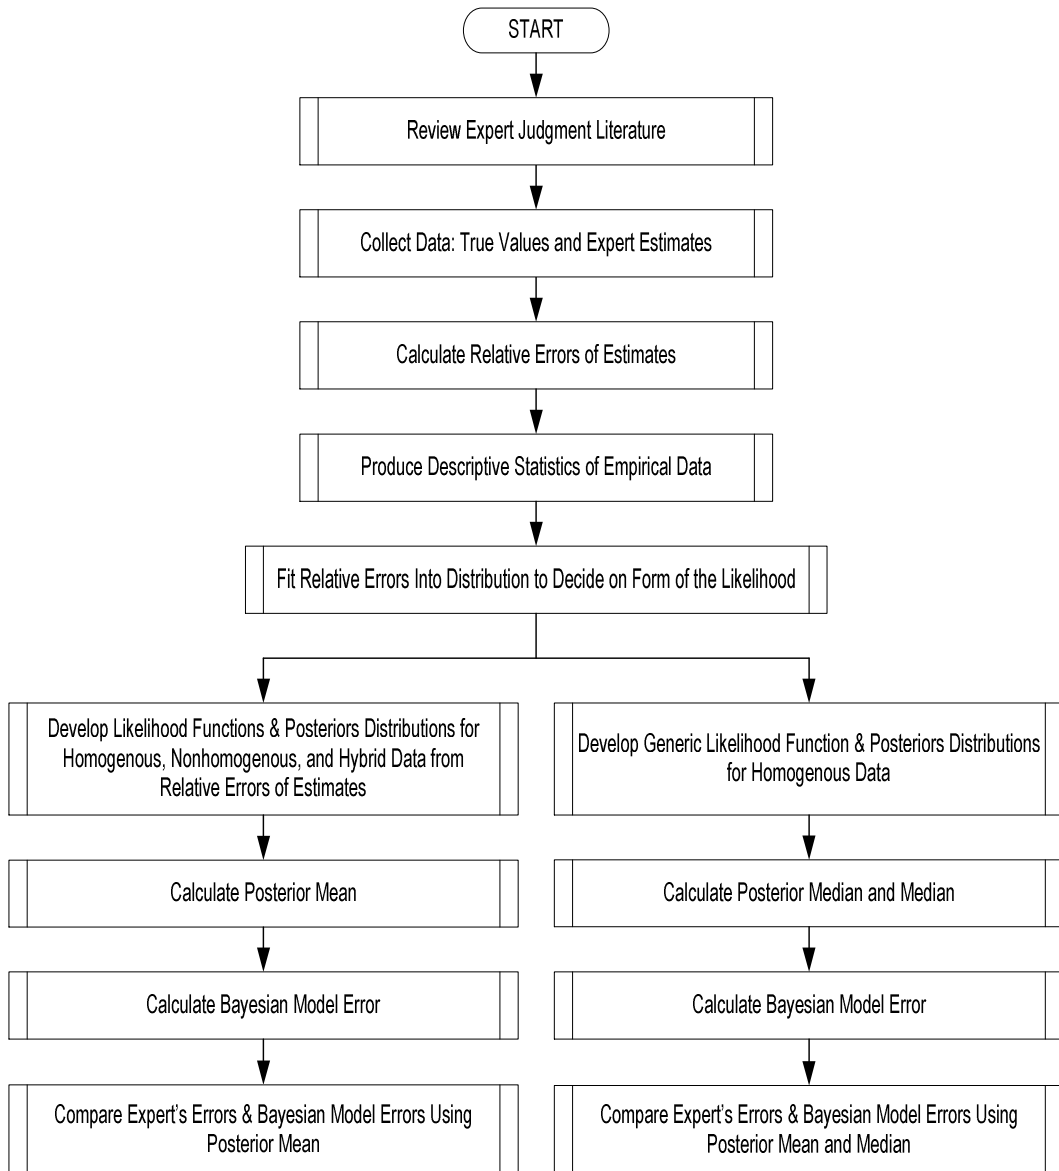 START
Review Expert Judgment Literature
Collect Data: True Values and Expert Estimates
Calculate Relative Errors of Estimates
Produce Descriptive Statistics of Empirical Data
Fit Relative Errors Into Distribution to Decide on Form of the Likelihood
Develop Likelihood Functions & Posteriors Distributions for
Homogenous, Nonhomogenous, and Hybrid Data from
Relative Errors of Estimates
Develop Generic Likelihood Function & Posteriors Distributions
for Homogenous Data
Calculate Posterior Mean
Calculate Posterior Median and Median
Calculate Bayesian Model Error
Calculate Bayesian Model Error
Compare Expert's Errors & Bayesian Model Errors Using
Posterior Mean
Compare Expert's Errors & Bayesian Model Errors Using
Posterior Mean and Median